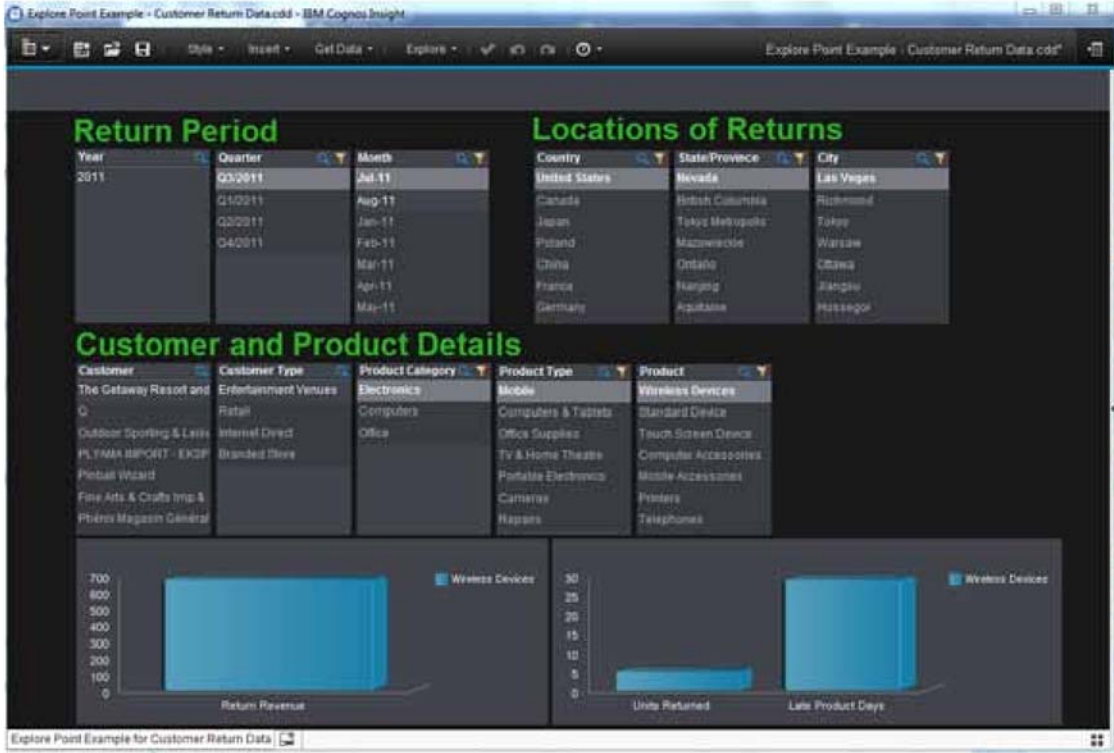 Explore Point Example - Customer Return Data.cdd - IBM Cognos Insight
Style Insert Get Data Explore Explore Point Example - Customer Return Data.cdd*
Return Period
Locations of Returns
Year Quarter Month Country State/Province City
2011 Q3/2011 Jul-11 United States Nevada Las Vegas
Q1/2011 Aug-11 Canada British Columbia Richmond
Q2/2011 Jan-11 Japan Tokyo Metropolis Tokyo
Q4/2011 Feb-11 Poland Mazowieckie Warsaw
Mar-11 China Ontario Ottawa
Apr-11 France Nanjing Jiangsu
May-11 Germany Aquitaine Hossegor
Customer and Product Details
Customer Customer Type Product Category Product Type Product
The Getaway Resort and Entertainment Venues Electronics Mobile Wireless Devices
Q Retail Computers Computers & Tablets Standard Device
Outdoor Sporting & Leisu Internet Direct Office Office Supplies Touch Screen Device
IMPORT - Branded Store TV & Home Theatre Computer Accessories
Pinball Wizard Portable Electronics Mobile Accessories
Fine Arts & Crafts Imp & Cameras Printers
Magasin Général Repairs Telephones
700
600
500
400
300
200
100
0
Return Revenue
Wireless Devices
30
25
20
15
10
5
0
Units Returned Late Product Days
Wireless Devices
Explore Point Example for Customer Return Data